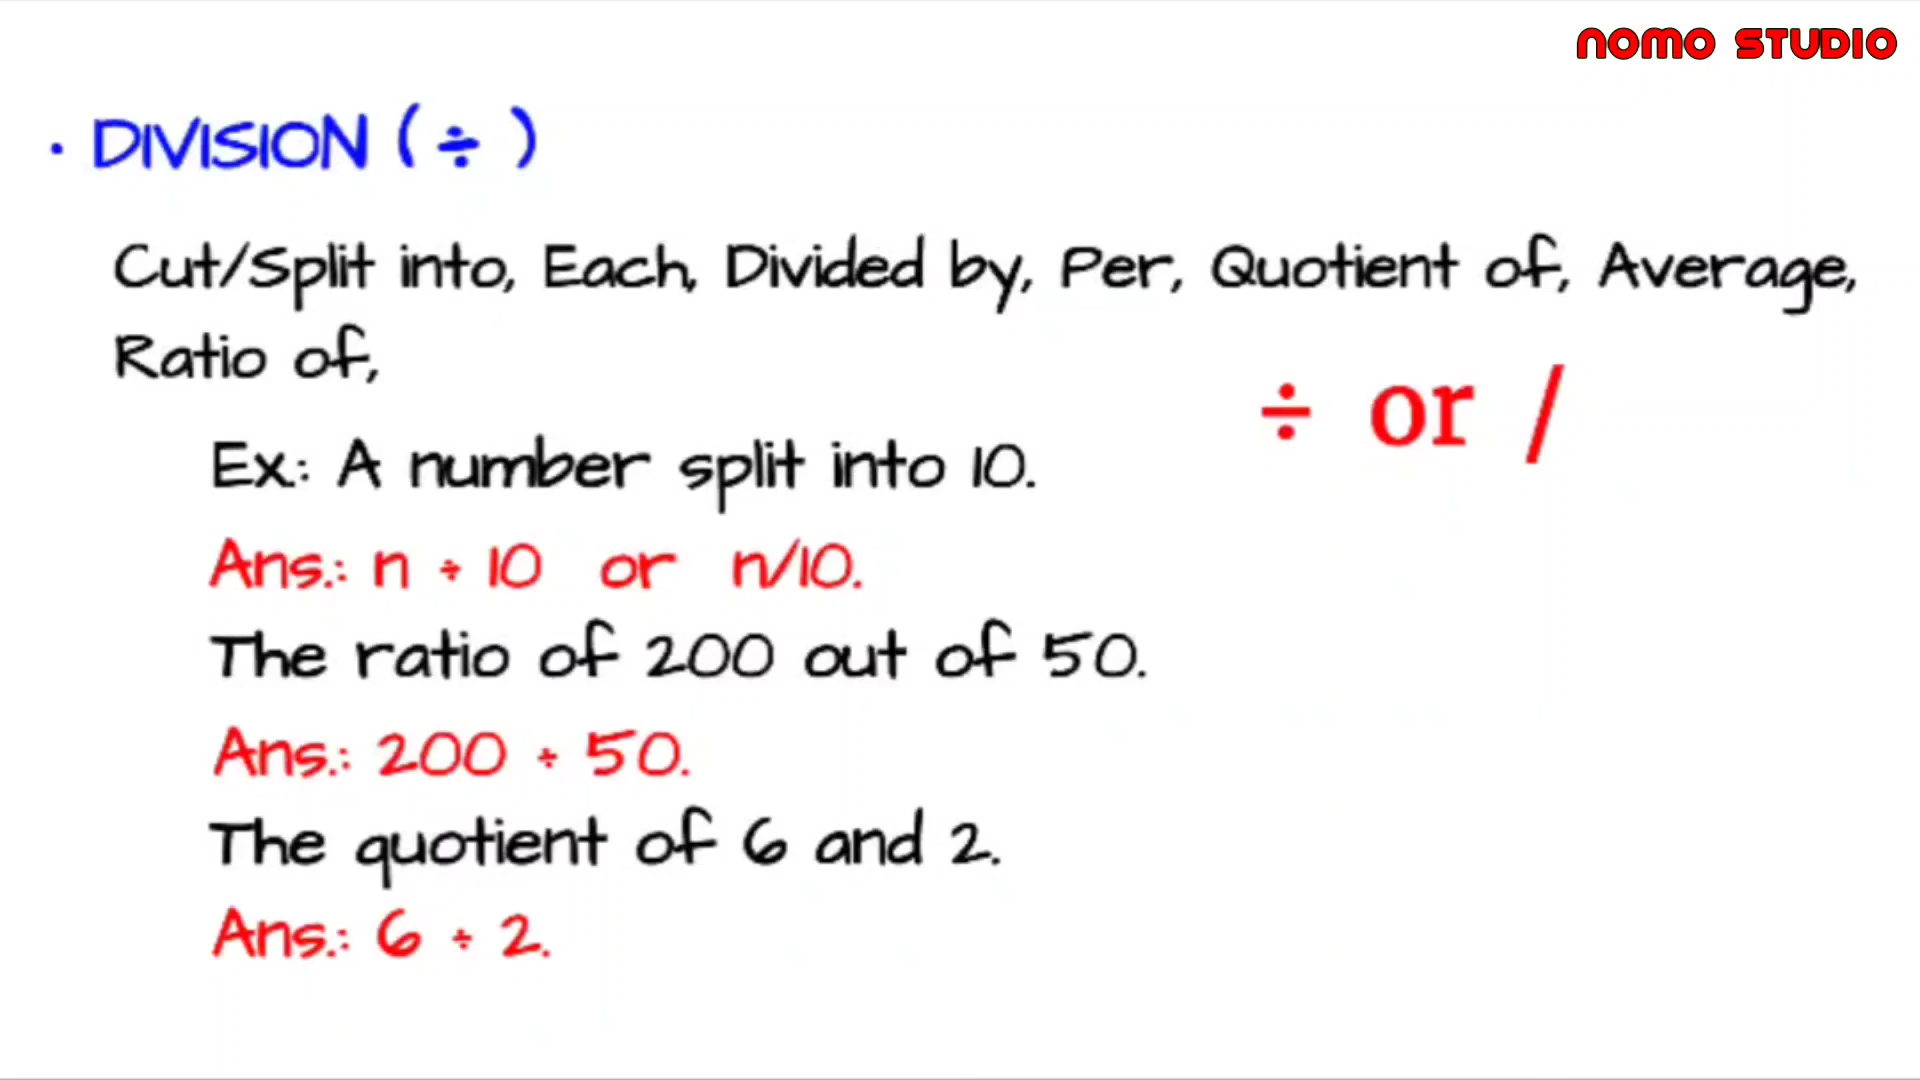 NOMO STUDIO
• DIVISION ( ÷ )
Cut/Split into, Each, Divided by, Per, Quotient of, Average,
Ratio of,
÷ or /
Ex.: A number split into 10.
Ans.: n ÷ 10 or n/10.
The ratio of 200 out of 50.
Ans.: 200 ÷ 50.
The quotient of 6 and 2.
Ans.: 6 ÷ 2.